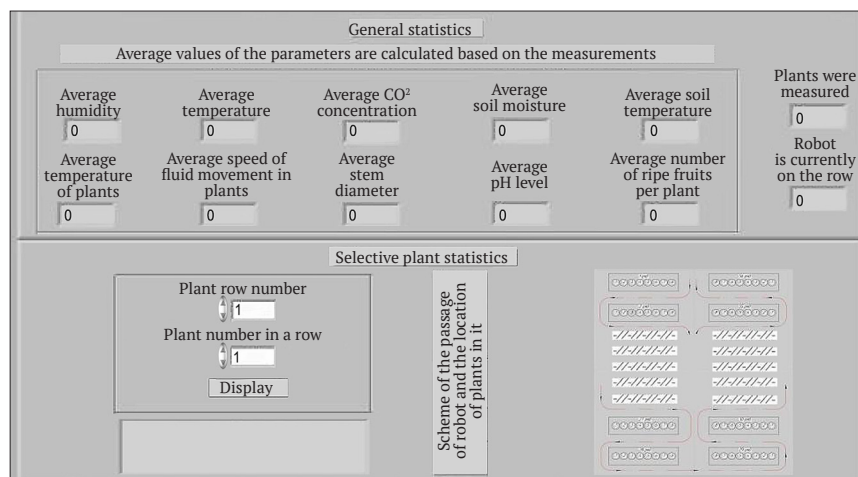 General statistics
Average values of the parameters are calculated based on the measurements
Average
humidity
0
Average
temperature
0
Average CO²
concentration
0
Average
soil moisture
0
Average soil
temperature
0
Average
temperature
of plants
0
Average speed of
fluid movement in
plants
0
Average
stem
diameter
0
Average
pH level
0
Average number
of ripe fruits
per plant
0
Plants were
measured
0
Robot
is currently
on the row
0
Selective plant statistics
Plant row number
1
Plant number in a row
1
Display
Scheme of the passage
of robot and the location
of plants in it